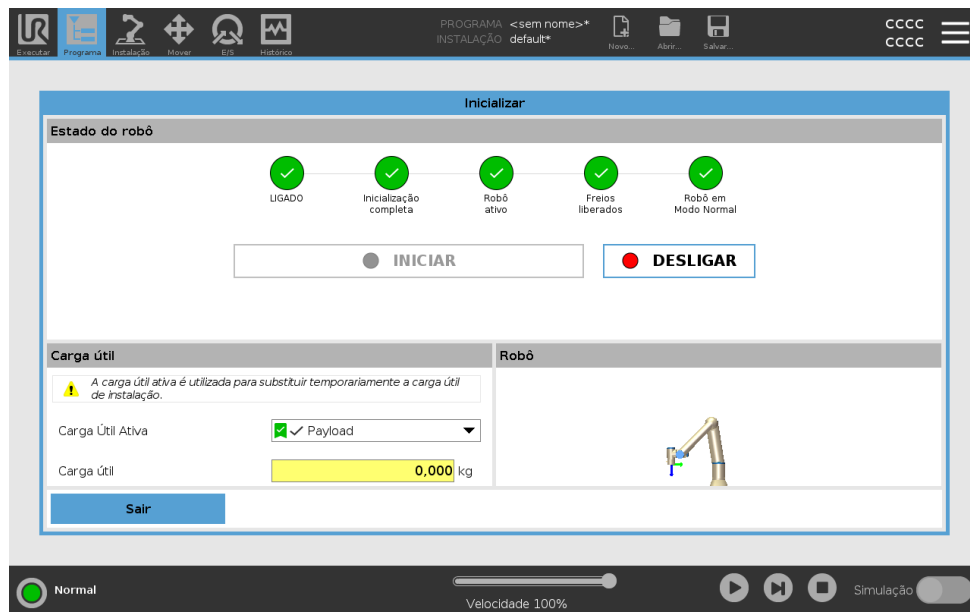 UR
PROGRAMA <sem nome>*
INSTALAÇÃO default*
CCCC
CCCC
Executar Programa Instalação Mover E/S Histórico Novo... Abrir... Salvar...
Inicializar
Estado do robô
LIGADO
Inicialização
completa
Robô
ativo
Freios
liberados
Robô em
Modo Normal
INICIAR
DESLIGAR
Carga útil
Robô
A carga útil ativa é utilizada para substituir temporariamente a carga útil
de instalação.
Carga Útil Ativa
Payload
Carga útil
0,000 kg
Sair
Normal
Velocidade 100%
Simulação